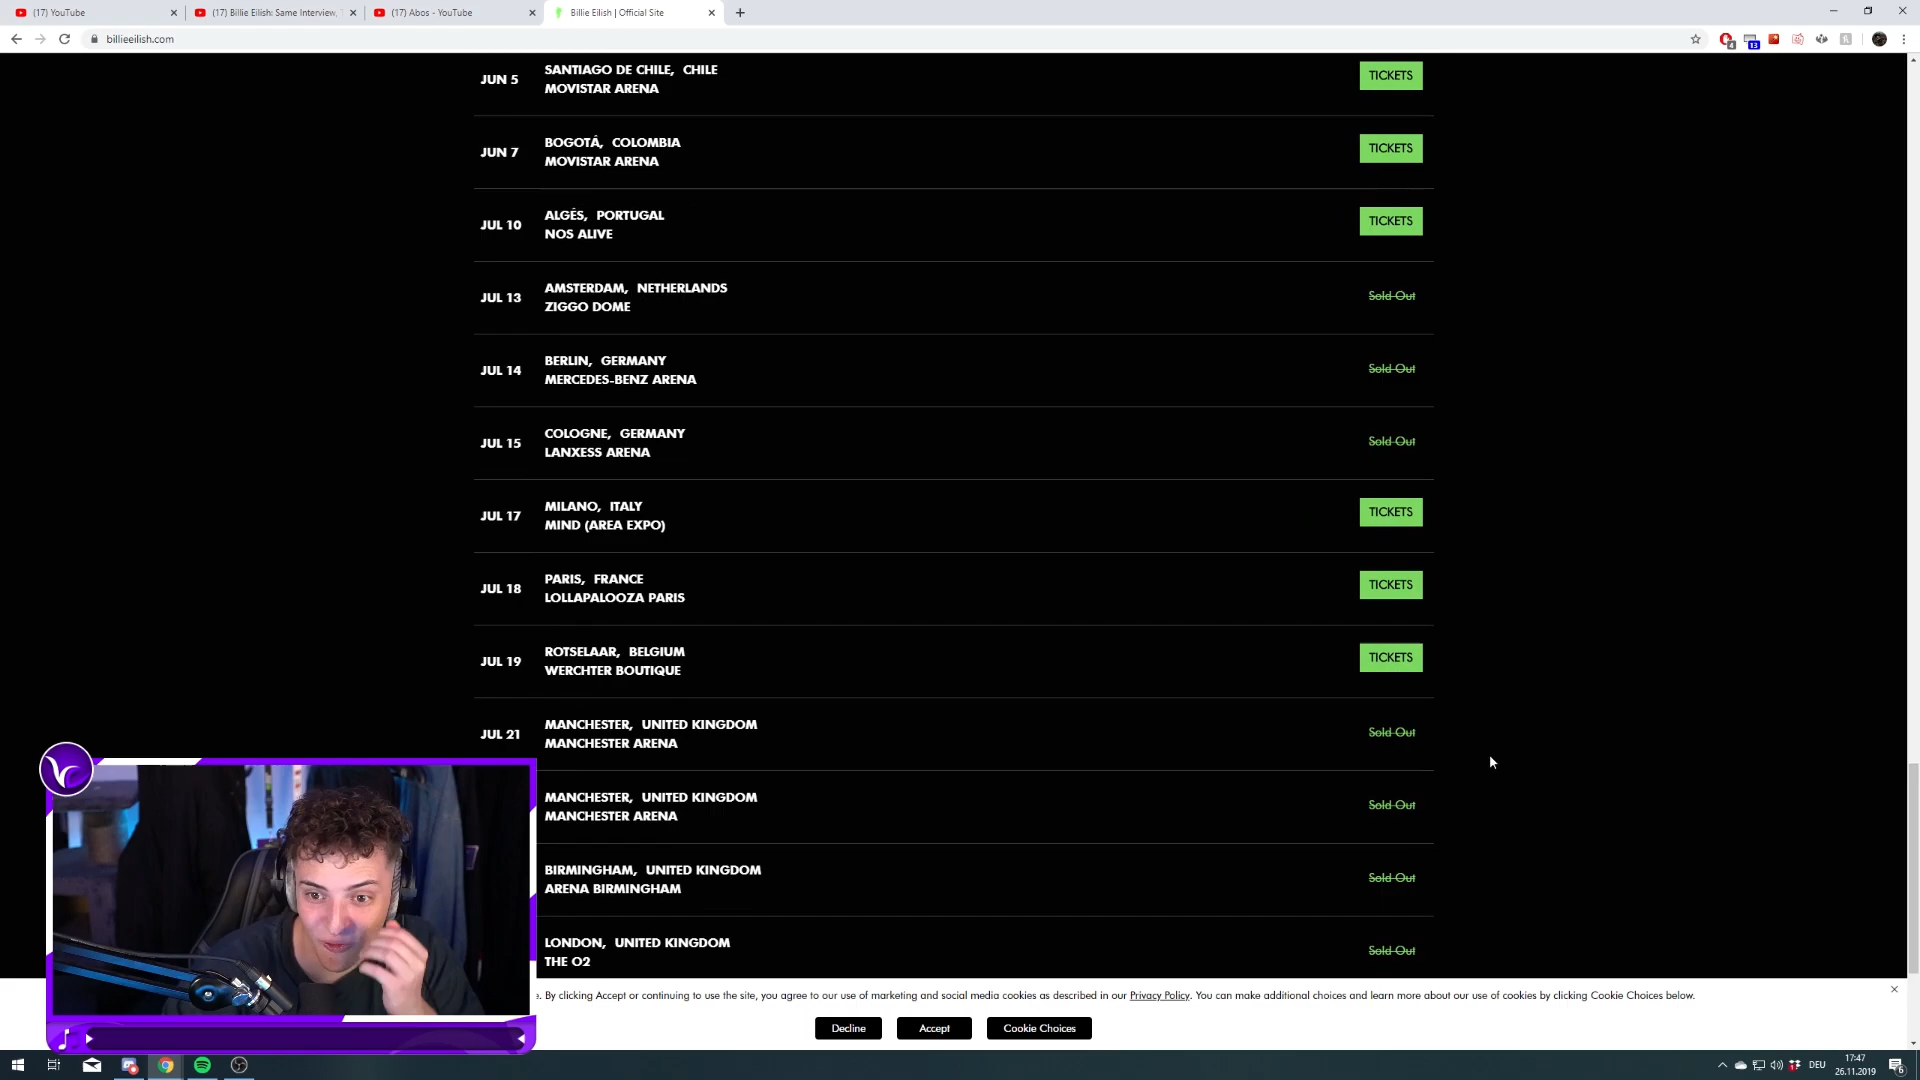 (17) YouTube
(17) Billie Eilish: Same Interview,
(17) Abos - YouTube
Billie Eilish | Official Site
billieeilish.com
4
13
JUN 5
SANTIAGO DE CHILE, CHILE
MOVISTAR ARENA
TICKETS
JUN 7
BOGOTÁ, COLOMBIA
MOVISTAR ARENA
TICKETS
JUL 10
ALGÉS, PORTUGAL
NOS ALIVE
TICKETS
JUL 13
AMSTERDAM, NETHERLANDS
ZIGGO DOME
Sold Out
JUL 14
BERLIN, GERMANY
MERCEDES-BENZ ARENA
Sold Out
JUL 15
COLOGNE, GERMANY
LANXESS ARENA
Sold Out
JUL 17
MILANO, ITALY
MIND (AREA EXPO)
TICKETS
JUL 18
PARIS, FRANCE
LOLLAPALOOZA PARIS
TICKETS
JUL 19
ROTSELAAR, BELGIUM
WERCHTER BOUTIQUE
TICKETS
JUL 21
MANCHESTER, UNITED KINGDOM
MANCHESTER ARENA
Sold Out
MANCHESTER, UNITED KINGDOM
MANCHESTER ARENA
Sold Out
BIRMINGHAM, UNITED KINGDOM
ARENA BIRMINGHAM
Sold Out
LONDON, UNITED KINGDOM
THE O2
Sold Out
e. By clicking Accept or continuing to use the site, you agree to our use of marketing and social media cookies as described in our Privacy Policy. You can make additional choices and learn more about our use of cookies by clicking Cookie Choices below.
Decline
Accept
Cookie Choices
DEU
17:47
26.11.2019
6